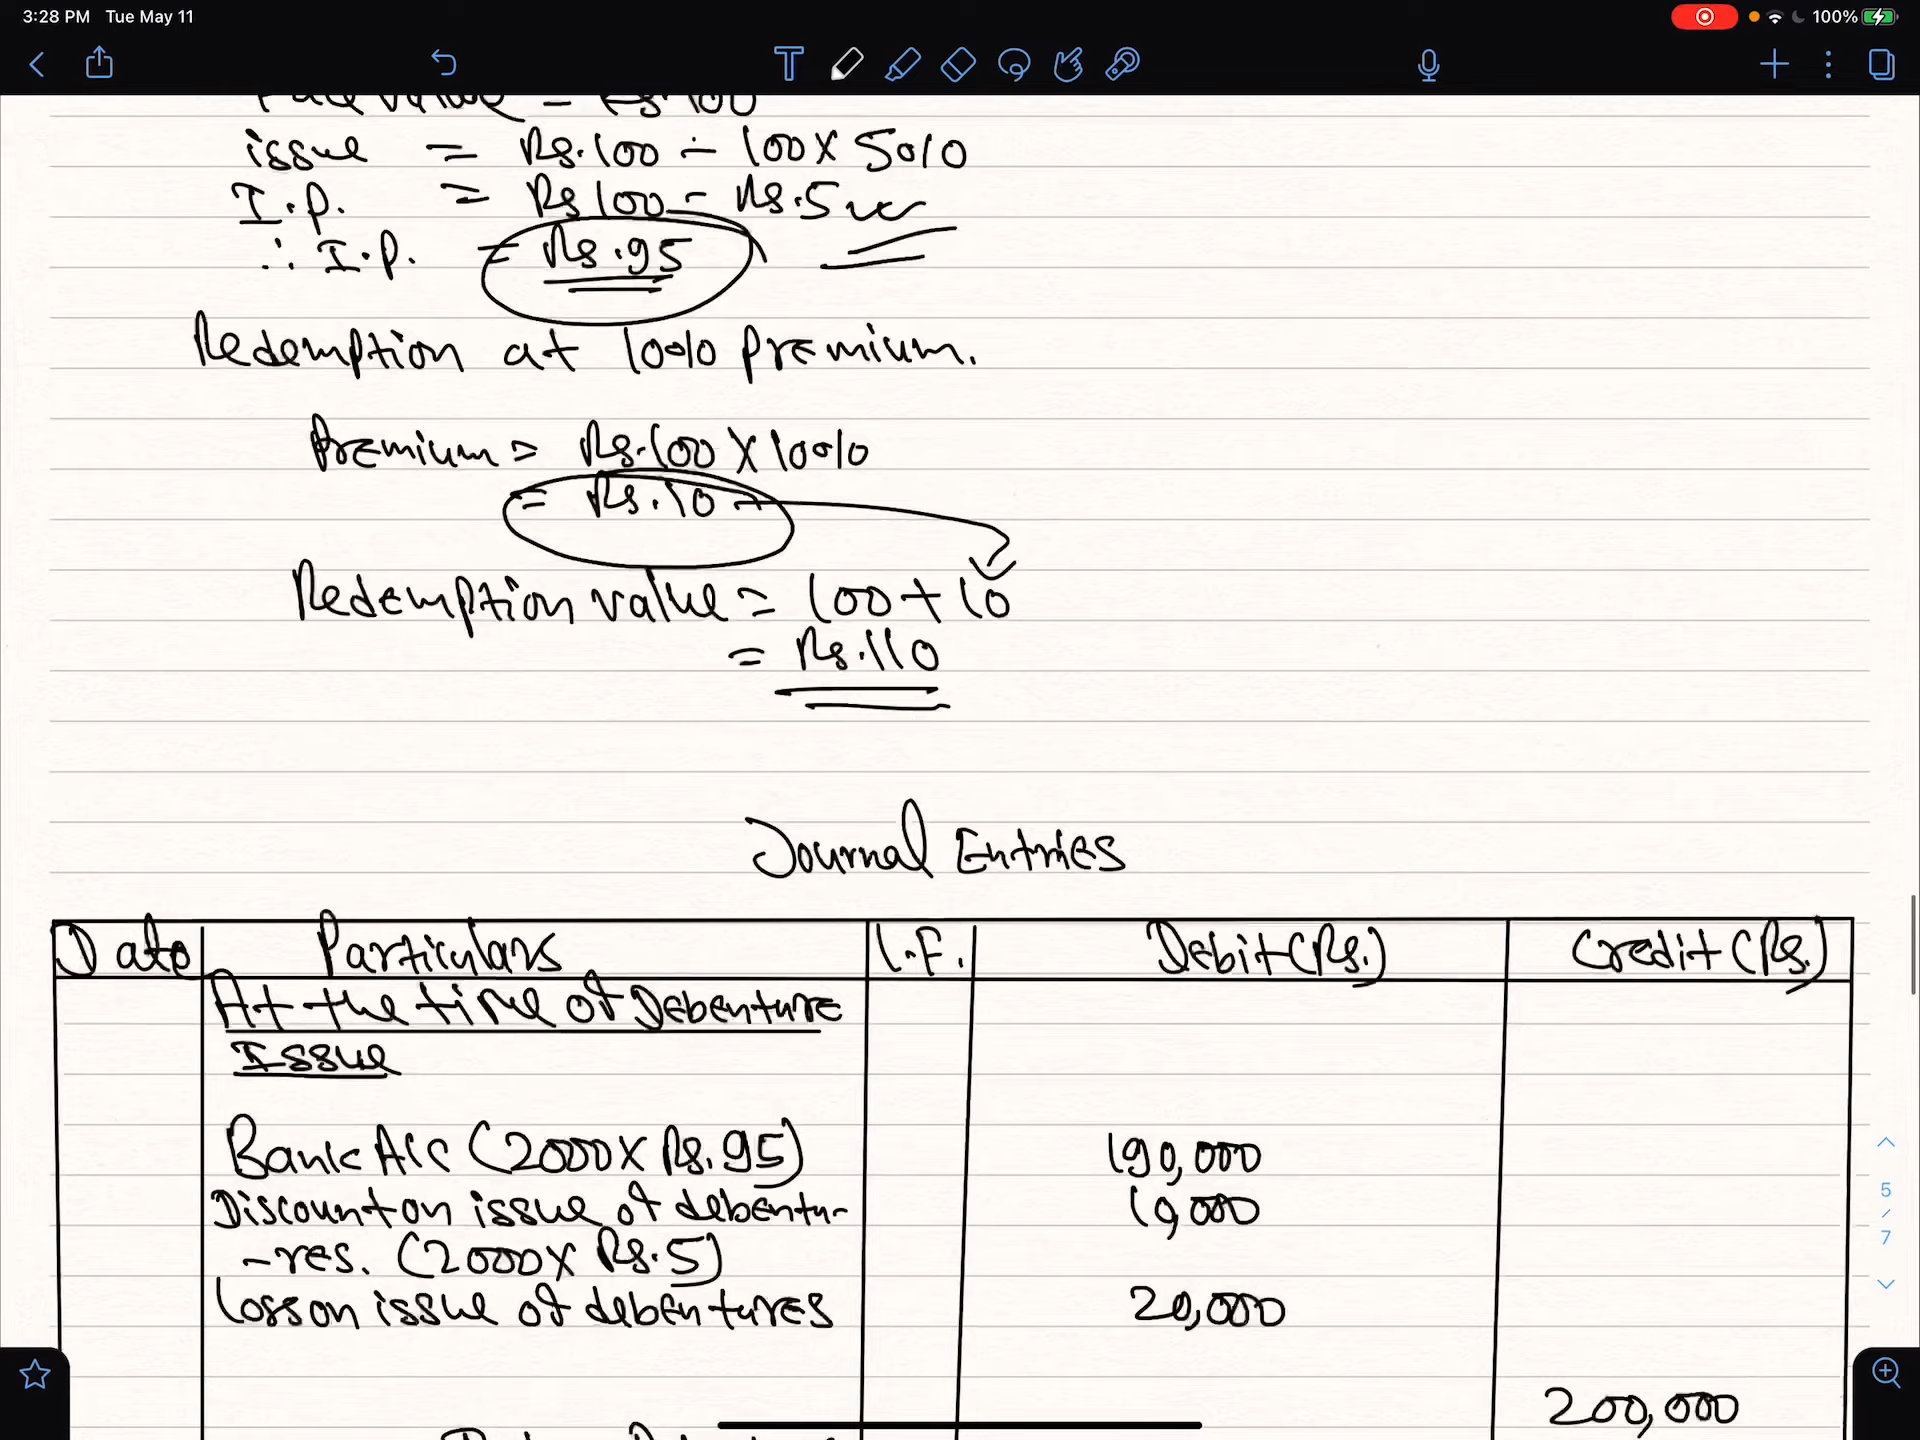 3:28 PM Tue May 11
100%
Face value = Rs.100
issue = Rs.100 - 100 X 5%
I.P. = Rs 100 - Rs.5
∴ I.P. = Rs.95
Redemption at 10% premium.
Premium = Rs.100 X 10%
= Rs.10
Redemption value = 100 + 10
= Rs.110
Journal Entries
Date Particulars L.F. Debit (Rs.) Credit (Rs.)
At the time of Debenture
Issue
Bank A/c (2000 X Rs.95) 190,000
Discount on issue of debentu- 10,000
-res. (2000 X Rs.5)
Loss on issue of debentures 20,000
200,000
5
/
7